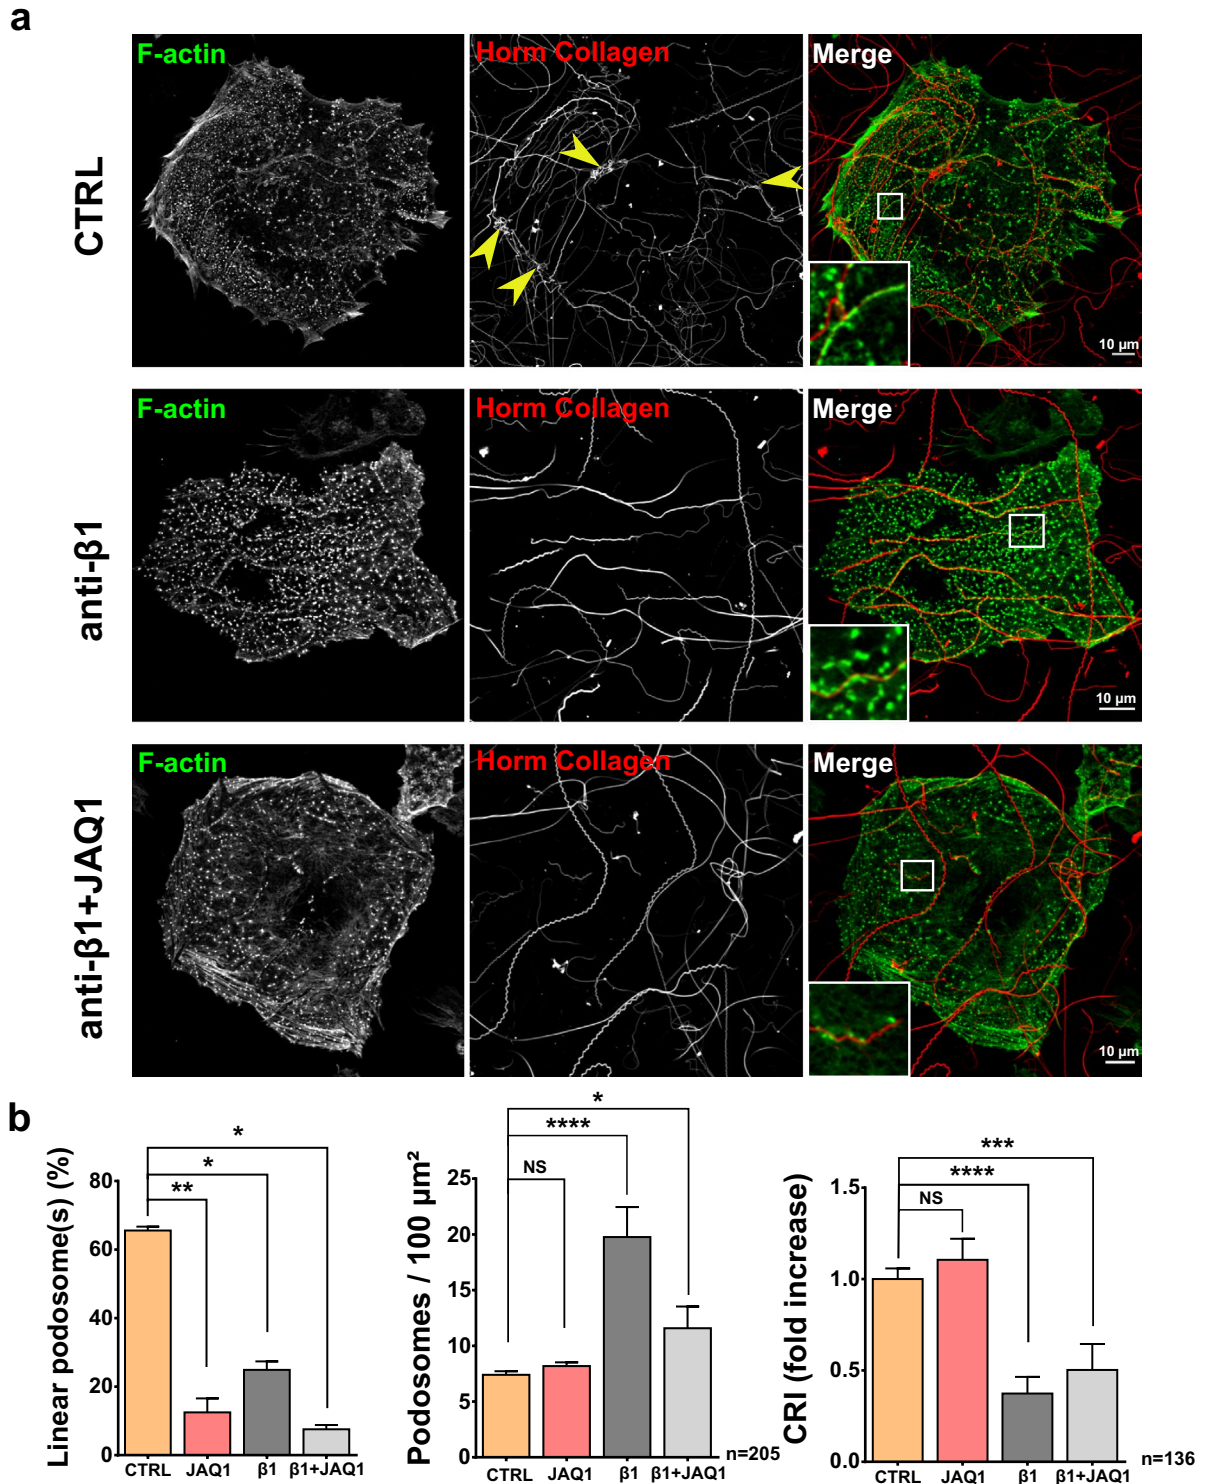 a
CTRL
F-actin
Horm Collagen
Merge
10 µm
anti-β1
F-actin
Horm Collagen
Merge
10 µm
anti-β1+JAQ1
F-actin
Horm Collagen
Merge
10 µm
b
Linear podosome(s) (%)
80
60
40
20
0
*
*
**
CTRL JAQ1 β1 β1+JAQ1
Podosomes / 100 µm²
25
20
15
10
5
0
*
****
NS
CTRL JAQ1 β1 β1+JAQ1
n=205
CRI (fold increase)
1.5
1.0
0.5
0.0
***
****
NS
CTRL JAQ1 β1 β1+JAQ1
n=136